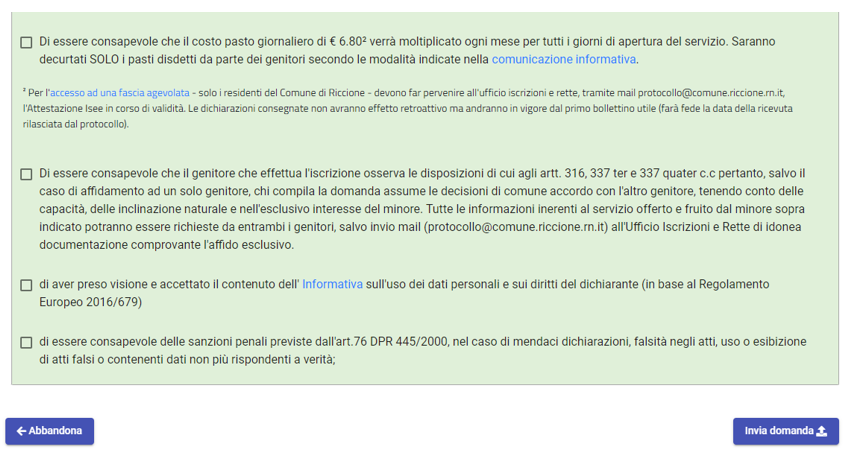 Di essere consapevole che il costo pasto giornaliero di € 6.80² verrà moltiplicato ogni mese per tutti i giorni di apertura del servizio. Saranno
decurtati SOLO i pasti disdetti da parte dei genitori secondo le modalità indicate nella comunicazione informativa.
² Per l'accesso ad una fascia agevolata - solo i residenti del Comune di Riccione - devono far pervenire all'ufficio iscrizioni e rette, tramite mail protocollo@comune.riccione.rn.it,
l'Attestazione Isee in corso di validità. Le dichiarazioni consegnate non avranno effetto retroattivo ma andranno in vigore dal primo bollettino utile (farà fede la data della ricevuta
rilasciata dal protocollo).
Di essere consapevole che il genitore che effettua l'iscrizione osserva le disposizioni di cui agli artt. 316, 337 ter e 337 quater c.c pertanto, salvo il
caso di affidamento ad un solo genitore, chi compila la domanda assume le decisioni di comune accordo con l'altro genitore, tenendo conto delle
capacità, delle inclinazione naturale e nell'esclusivo interesse del minore. Tutte le informazioni inerenti al servizio offerto e fruito dal minore sopra
indicato potranno essere richieste da entrambi i genitori, salvo invio mail (protocollo@comune.riccione.rn.it) all'Ufficio Iscrizioni e Rette di idonea
documentazione comprovante l'affido esclusivo.
di aver preso visione e accettato il contenuto dell' Informativa sull'uso dei dati personali e sui diritti del dichiarante (in base al Regolamento
Europeo 2016/679)
di essere consapevole delle sanzioni penali previste dall'art.76 DPR 445/2000, nel caso di mendaci dichiarazioni, falsità negli atti, uso o esibizione
di atti falsi o contenenti dati non più rispondenti a verità;
Abbandona
Invia domanda